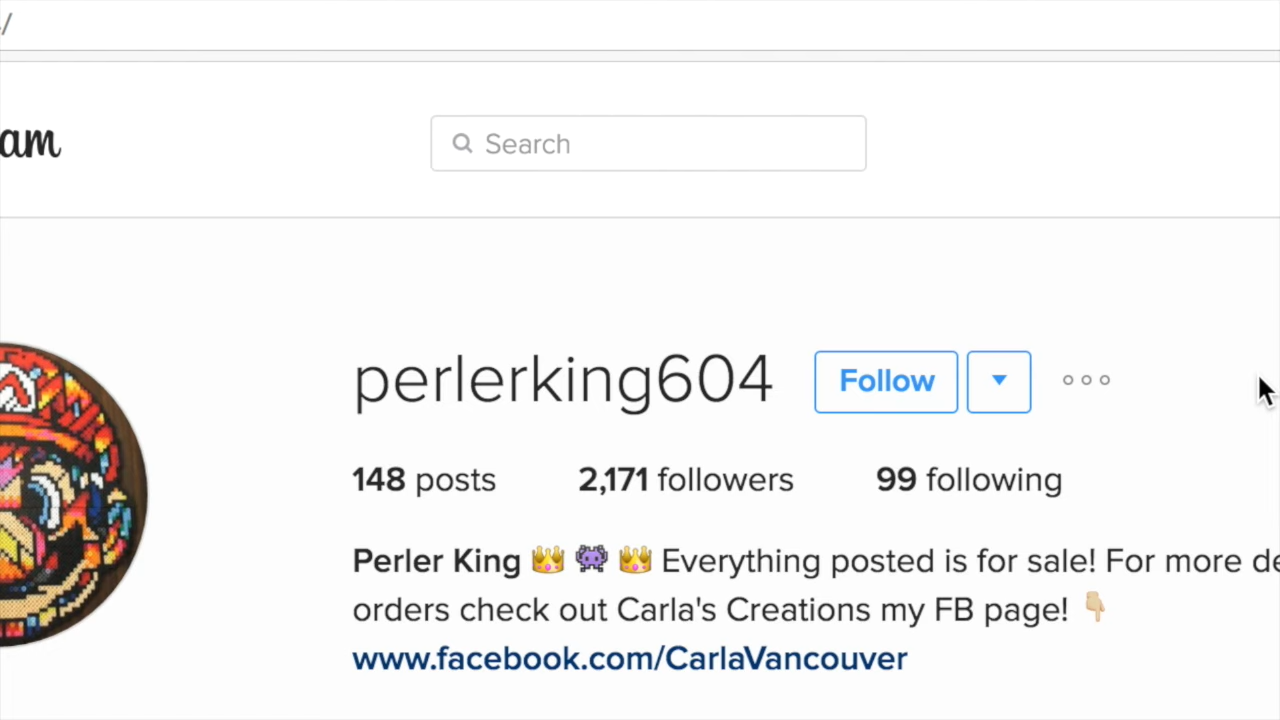 /
am
Search
perlerking604 Follow
148 posts 2,171 followers 99 following
Perler King 👑 👾 👑 Everything posted is for sale! For more de
orders check out Carla's Creations my FB page! 👇🏼
www.facebook.com/CarlaVancouver